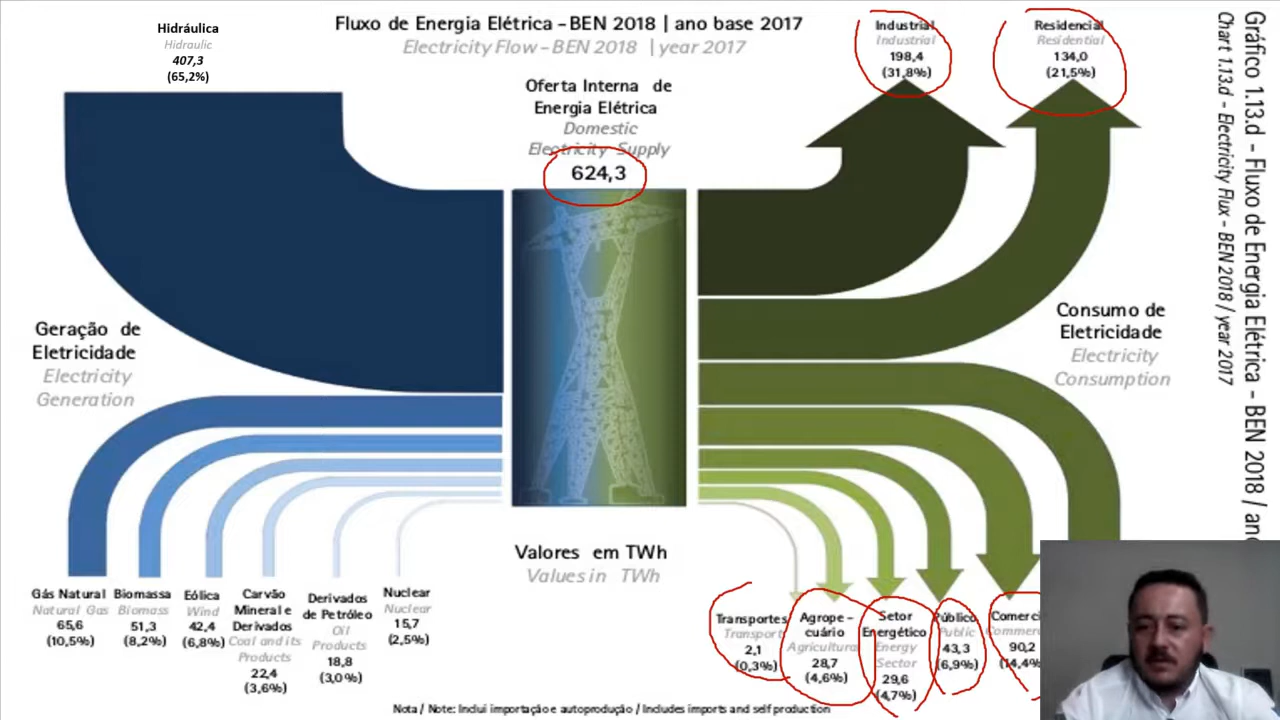 Fluxo de Energia Elétrica – BEN 2018 | ano base 2017
Electricity Flow – BEN 2018 | year 2017
Hidráulica
Hidraulic
407,3
(65,2%)
Oferta Interna de
Energia Elétrica
Domestic
Electricity Supply
624,3
Industrial
Industrial
198,4
(31,8%)
Residencial
Residential
134,0
(21,5%)
Geração de
Eletricidade
Electricity
Generation
Consumo de
Eletricidade
Electricity
Consumption
Gás Natural
Natural Gas
65,6
(10,5%)
Biomassa
Biomass
51,3
(8,2%)
Eólica
Wind
42,4
(6,8%)
Carvão
Mineral e
Derivados
Coal and its
Products
22,4
(3,6%)
Derivados
de Petróleo
Oil
Products
18,8
(3,0%)
Nuclear
Nuclear
15,7
(2,5%)
Valores em TWh
Values in TWh
Transportes
Transport
2,1
(0,3%)
Agrope-
cuário
Agricultura
28,7
(4,6%)
Setor
Energético
Energy
Sector
29,6
(4,7%)
Público
Public
43,3
(6,9%)
90,2
(14,4%
Nota / Note: Inclui importação e autoprodução / Includes imports and self production
Gráfico 1.13.d – Fluxo de Energia Elétrica – BEN 2018 /
Chart 1.13.d – Electricity Flux – BEN 2018 / year 2017